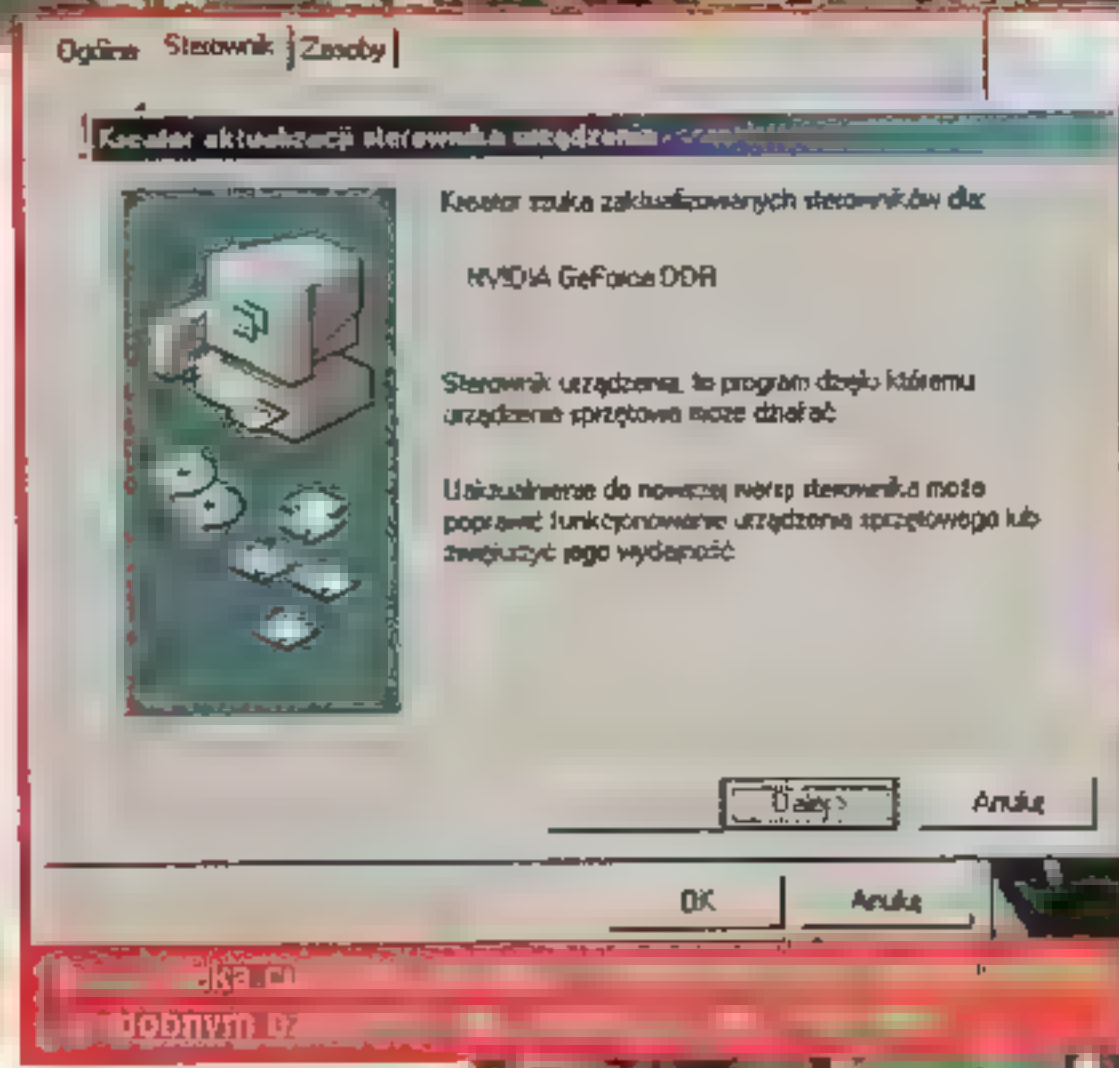 Ogólne Sterownik Zasoby
Kreator aktualizacji sterownika urządzenia
Kreator szuka zaktualizowanych sterowników dla:
NVIDIA GeForce DDR
Sterownik urządzenia, to program dzięki któremu
urządzenie sprzętowe może działać
Uaktualnienie do nowszej wersji sterownika może
poprawić funkcjonowanie urządzenia sprzętowego lub
zwiększyć jego wydajność
Dalej >
Anuluj
OK
Anuluj